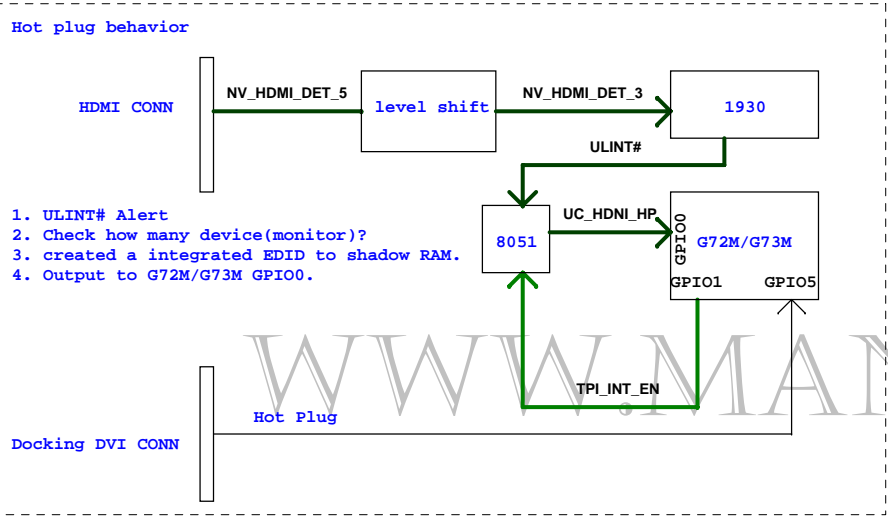 Hot plug behavior
HDMI CONN
NV_HDMI_DET_5
level shift
NV_HDMI_DET_3
1930
ULINT#
1. ULINT# Alert
2. Check how many device(monitor)?
3. created a integrated EDID to shadow RAM.
4. Output to G72M/G73M GPIO0.
8051
UC_HDNI_HP
GPIO0
G72M/G73M
GPIO1
GPIO5
WWW.MAN
TPI_INT_EN
Hot Plug
Docking DVI CONN